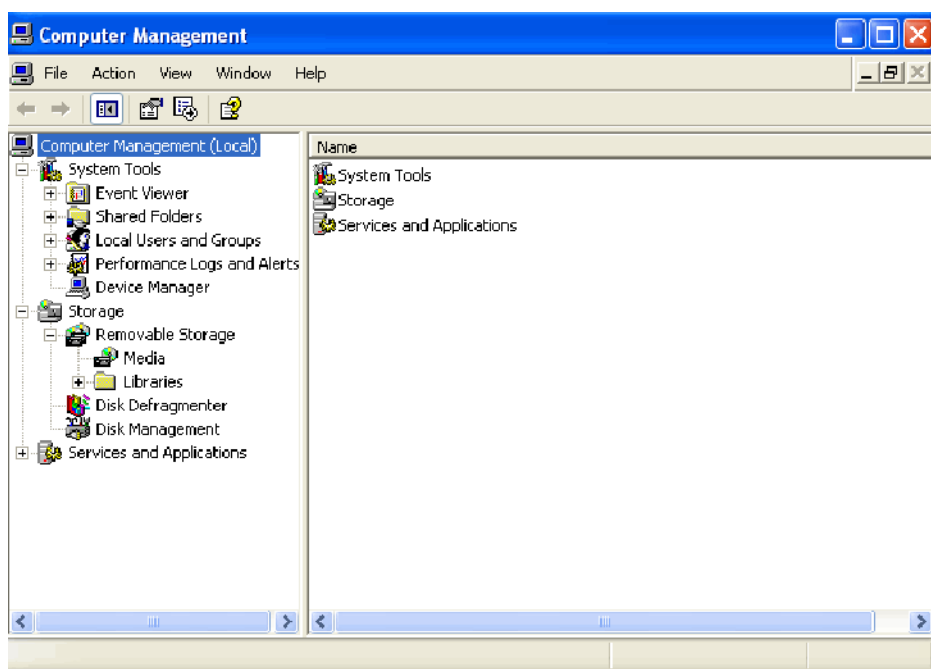 Computer Management
File Action View Window Help
Computer Management (Local)
System Tools
Event Viewer
Shared Folders
Local Users and Groups
Performance Logs and Alerts
Device Manager
Storage
Removable Storage
Media
Libraries
Disk Defragmenter
Disk Management
Services and Applications
Name
System Tools
Storage
Services and Applications